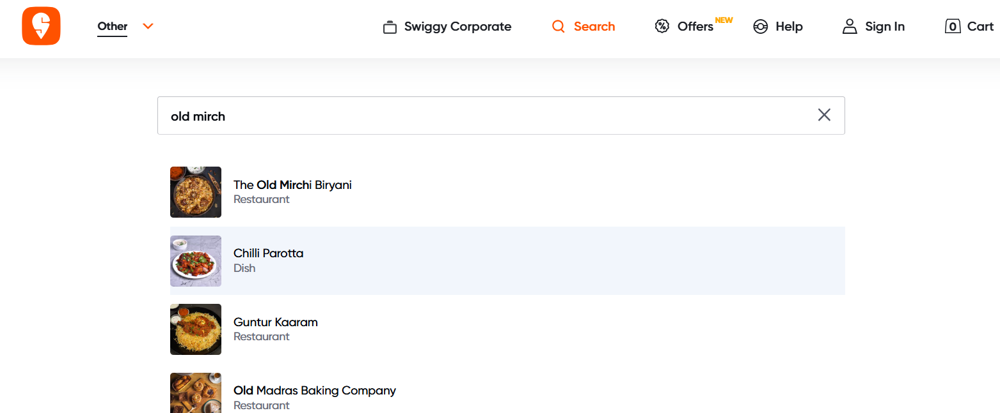 Other
Swiggy Corporate
Search
Offers NEW
Help
Sign In
0 Cart
old mirch
The Old Mirchi Biryani
Restaurant
Chilli Parotta
Dish
Guntur Kaaram
Restaurant
Old Madras Baking Company
Restaurant